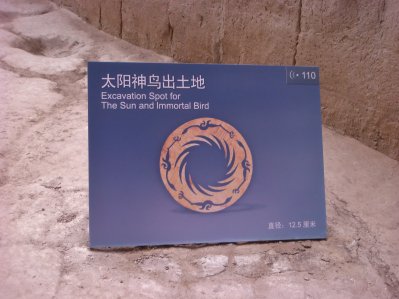 太阳神鸟出土地
Excavation Spot for
The Sun and Immortal Bird
110
直径：12.5 厘米